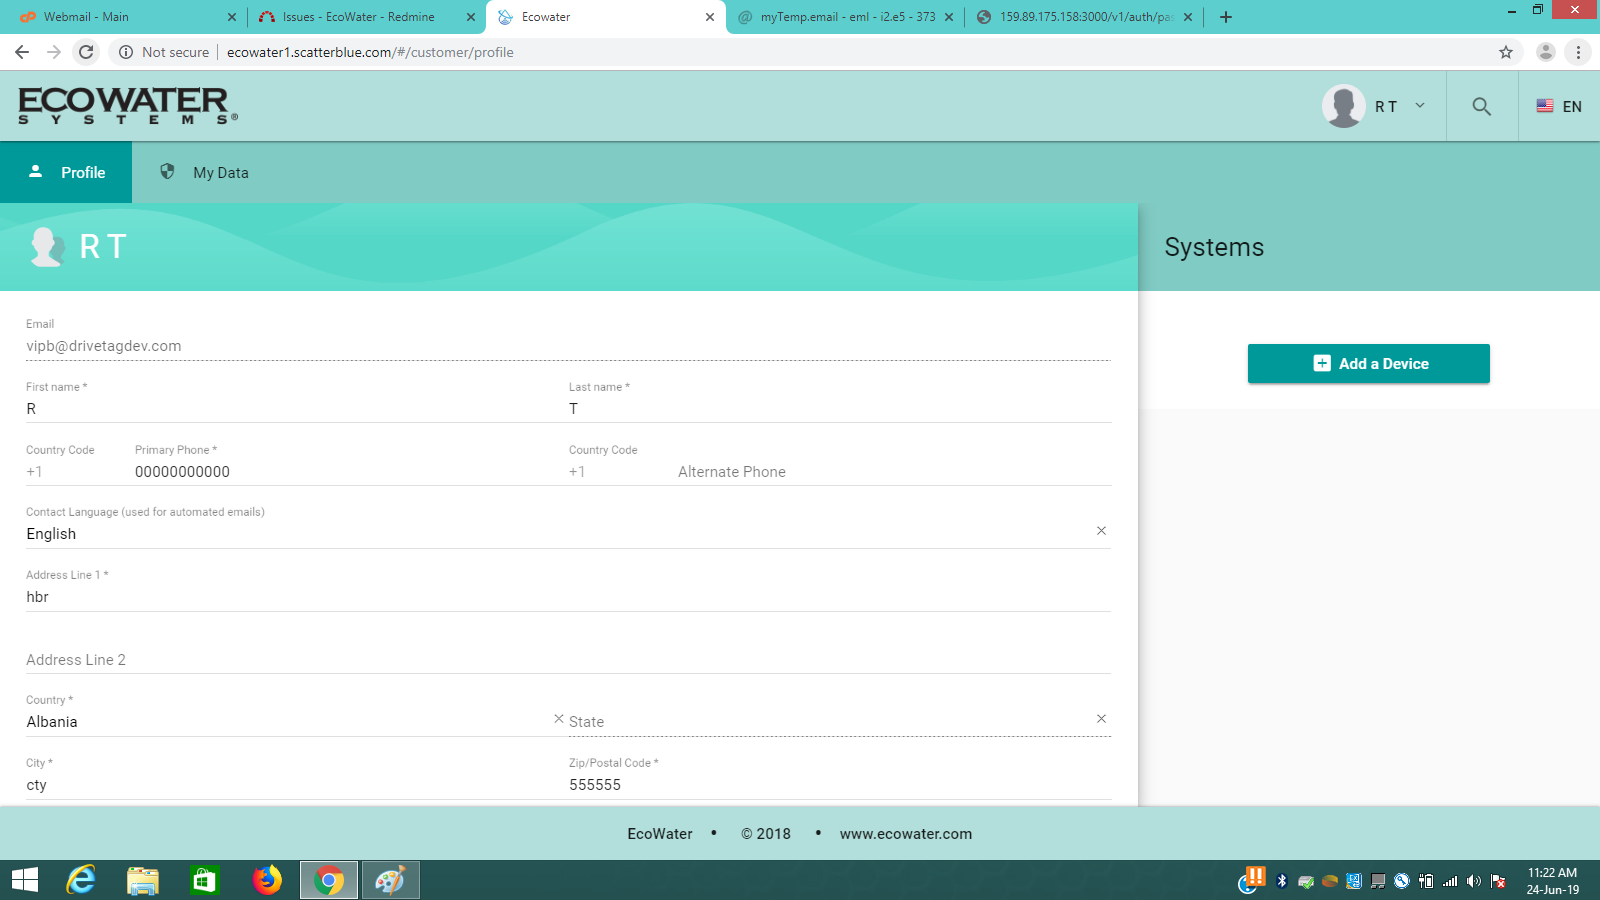 Webmail - Main
Issues - EcoWater - Redmine
Ecowater
myTemp.email - eml - i2.e5 - 373
159.89.175.158:3000/v1/auth/pa
Not secure
ecowater1.scatterblue.com/#/customer/profile
ECOWATER
SYSTEMS®
R T
EN
Profile
My Data
R T
Systems
Email
vipb@drivetagdev.com
Add a Device
First name *
Last name *
R
T
Country Code
Primary Phone *
Country Code
+1
00000000000
+1
Alternate Phone
Contact Language (used for automated emails)
English
Address Line 1 *
hbr
Address Line 2
Country *
Albania
State
City *
Zip/Postal Code *
cty
555555
EcoWater • © 2018 • www.ecowater.com
11:22 AM
24-Jun-19